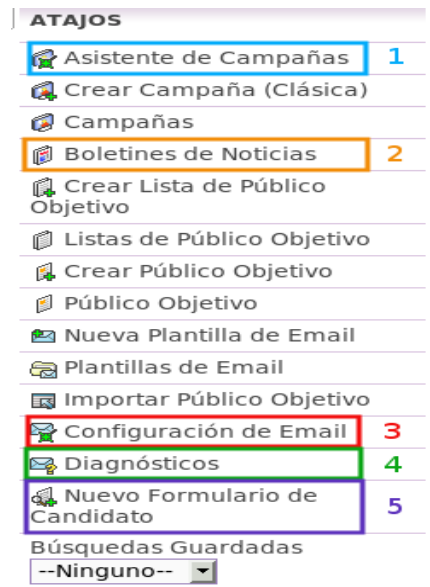 ATAJOS
Asistente de Campañas 1
Crear Campaña (Clásica)
Campañas
Boletines de Noticias 2
Crear Lista de Público
Objetivo
Listas de Público Objetivo
Crear Público Objetivo
Público Objetivo
Nueva Plantilla de Email
Plantillas de Email
Importar Público Objetivo
Configuración de Email 3
Diagnósticos 4
Nuevo Formulario de
Candidato 5
Búsquedas Guardadas
--Ninguno--